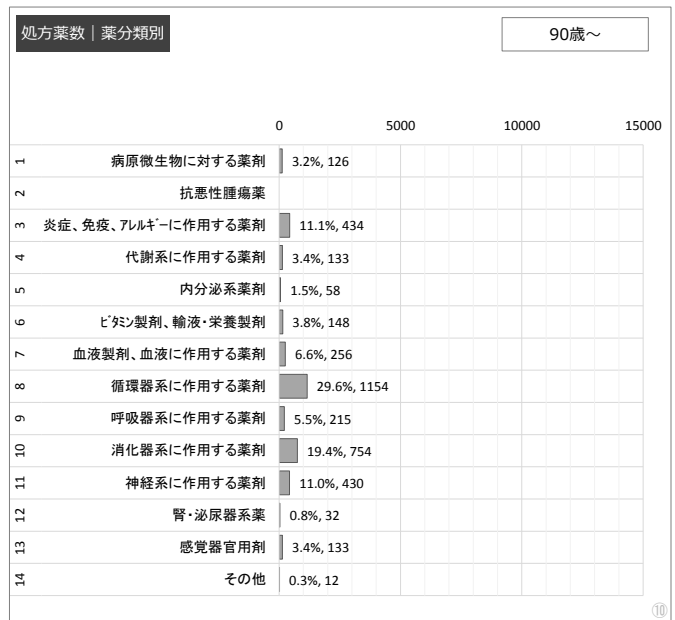 処方薬数｜薬分類別
90歳～
0 5000 10000 15000
1 病原微生物に対する薬剤 3.2%, 126
2 抗悪性腫瘍薬
3 炎症、免疫、ｱﾚﾙｷﾞｰに作用する薬剤 11.1%, 434
4 代謝系に作用する薬剤 3.4%, 133
5 内分泌系薬剤 1.5%, 58
6 ﾋﾞﾀﾐﾝ製剤、輸液・栄養製剤 3.8%, 148
7 血液製剤、血液に作用する薬剤 6.6%, 256
8 循環器系に作用する薬剤 29.6%, 1154
9 呼吸器系に作用する薬剤 5.5%, 215
10 消化器系に作用する薬剤 19.4%, 754
11 神経系に作用する薬剤 11.0%, 430
12 腎・泌尿器系薬 0.8%, 32
13 感覚器官用剤 3.4%, 133
14 その他 0.3%, 12
⑩